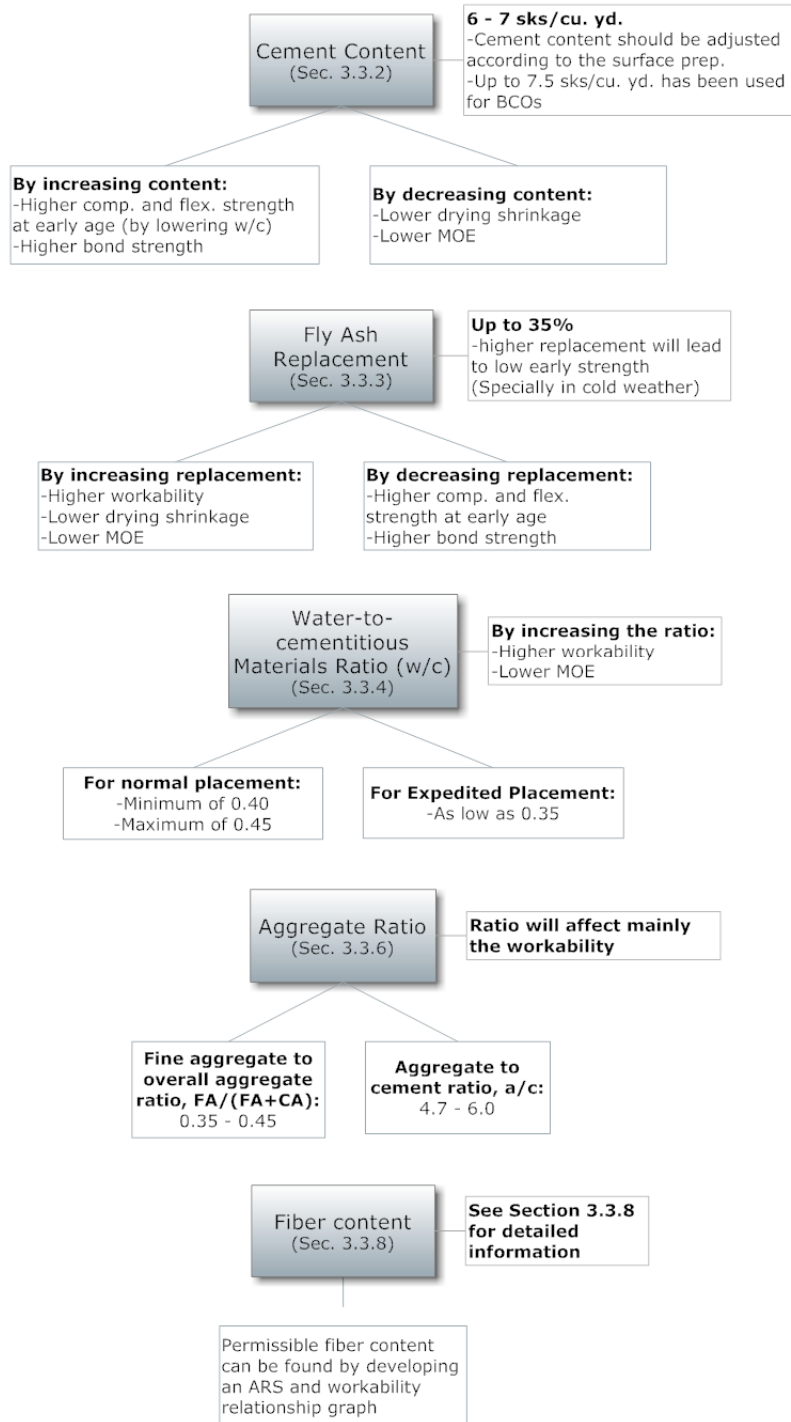 Cement Content
(Sec. 3.3.2)
6 - 7 sks/cu. yd.
-Cement content should be adjusted
according to the surface prep.
-Up to 7.5 sks/cu. yd. has been used
for BCOs
By increasing content:
-Higher comp. and flex. strength
at early age (by lowering w/c)
-Higher bond strength
By decreasing content:
-Lower drying shrinkage
-Lower MOE
Fly Ash
Replacement
(Sec. 3.3.3)
Up to 35%
-higher replacement will lead
to low early strength
(Specially in cold weather)
By increasing replacement:
-Higher workability
-Lower drying shrinkage
-Lower MOE
By decreasing replacement:
-Higher comp. and flex.
strength at early age
-Higher bond strength
Water-to-
cementitious
Materials Ratio (w/c)
(Sec. 3.3.4)
By increasing the ratio:
-Higher workability
-Lower MOE
For normal placement:
-Minimum of 0.40
-Maximum of 0.45
For Expedited Placement:
-As low as 0.35
Aggregate Ratio
(Sec. 3.3.6)
Ratio will affect mainly
the workability
Fine aggregate to
overall aggregate
ratio, FA/(FA+CA):
0.35 - 0.45
Aggregate to
cement ratio, a/c:
4.7 - 6.0
Fiber content
(Sec. 3.3.8)
See Section 3.3.8
for detailed
information
Permissible fiber content
can be found by developing
an ARS and workability
relationship graph